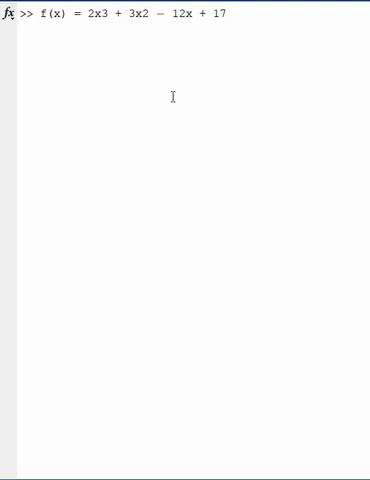 fx >> f(x) = 2x3 + 3x2 − 12x + 17